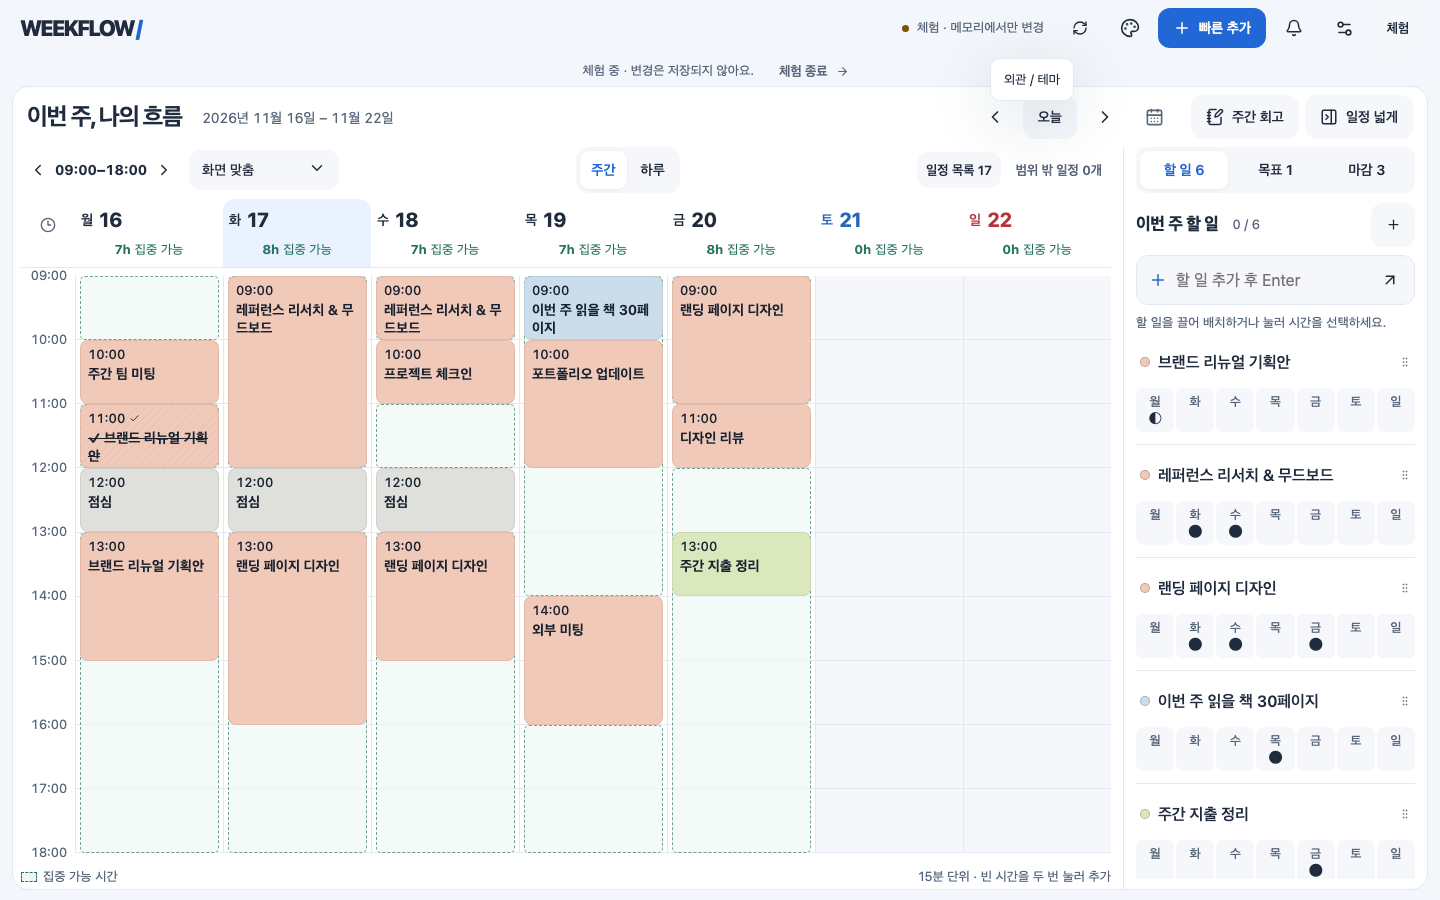 WEEKFLOW/
체험 · 메모리에서만 변경
빠른 추가
체험
체험 중 · 변경은 저장되지 않아요.
체험 종료 →
외관 / 테마
이번 주, 나의 흐름
2026년 11월 16일 – 11월 22일
오늘
주간 회고
일정 넓게
09:00–18:00
화면 맞춤
주간
하루
일정 목록 17
범위 밖 일정 0개
월 16
7h 집중 가능
화 17
8h 집중 가능
수 18
7h 집중 가능
목 19
7h 집중 가능
금 20
8h 집중 가능
토 21
0h 집중 가능
일 22
0h 집중 가능
09:00
10:00
11:00
12:00
13:00
14:00
15:00
16:00
17:00
18:00
10:00
주간 팀 미팅
11:00 ✓
✓ 브랜드 리뉴얼 기획
안
12:00
점심
13:00
브랜드 리뉴얼 기획안
09:00
레퍼런스 리서치 & 무
드보드
12:00
점심
13:00
랜딩 페이지 디자인
09:00
레퍼런스 리서치 & 무
드보드
10:00
프로젝트 체크인
12:00
점심
13:00
랜딩 페이지 디자인
09:00
이번 주 읽을 책 30페
이지
10:00
포트폴리오 업데이트
14:00
외부 미팅
09:00
랜딩 페이지 디자인
11:00
디자인 리뷰
13:00
주간 지출 정리
집중 가능 시간
15분 단위 · 빈 시간을 두 번 눌러 추가
할 일 6
목표 1
마감 3
이번 주 할 일
0 / 6
할 일 추가 후 Enter
할 일을 끌어 배치하거나 눌러 시간을 선택하세요.
브랜드 리뉴얼 기획안
월 화 수 목 금 토 일
레퍼런스 리서치 & 무드보드
월 화 수 목 금 토 일
랜딩 페이지 디자인
월 화 수 목 금 토 일
이번 주 읽을 책 30페이지
월 화 수 목 금 토 일
주간 지출 정리
월 화 수 목 금 토 일